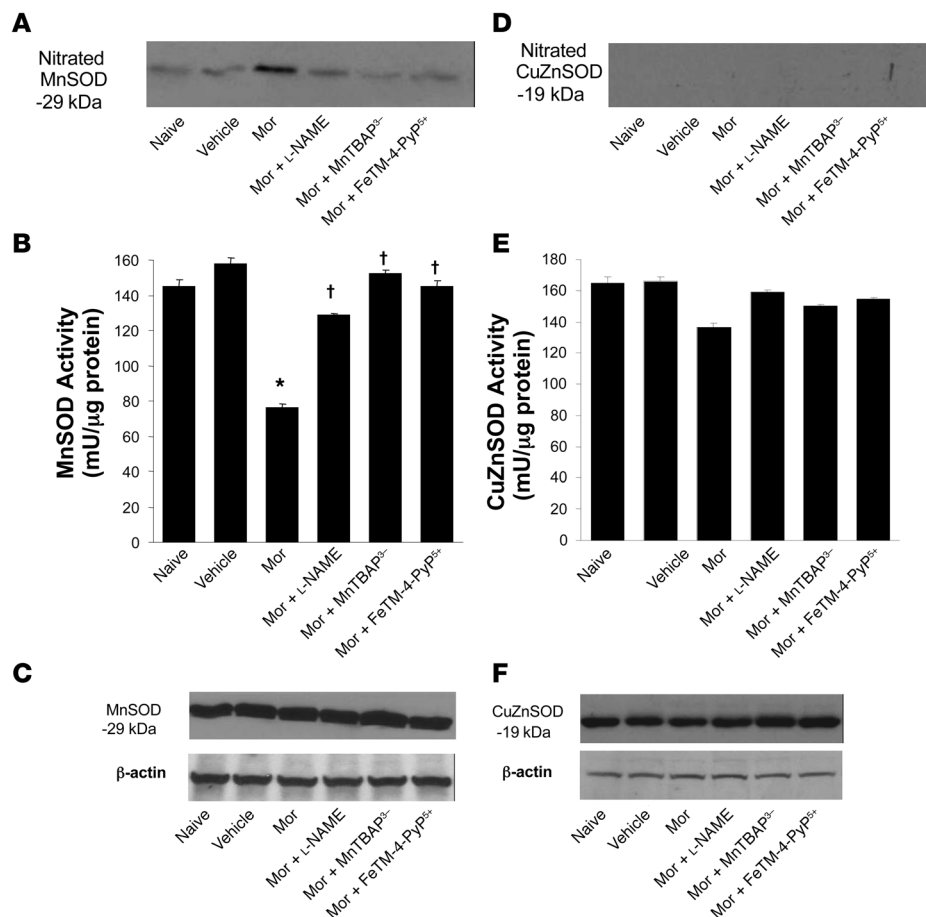 A
Nitrated
MnSOD
-29 kDa
Naive
Vehicle
Mor
Mor + L-NAME
Mor + MnTBAP³⁻
Mor + FeTM-4-PyP⁵⁺
D
Nitrated
CuZnSOD
-19 kDa
Naive
Vehicle
Mor
Mor + L-NAME
Mor + MnTBAP³⁻
Mor + FeTM-4-PyP⁵⁺
B
MnSOD Activity
(mU/μg protein)
160
140
120
100
80
60
40
20
0
*
†
†
†
Naive
Vehicle
Mor
Mor + L-NAME
Mor + MnTBAP³⁻
Mor + FeTM-4-PyP⁵⁺
E
CuZnSOD Activity
(mU/μg protein)
180
160
140
120
100
80
60
40
20
0
Naive
Vehicle
Mor
Mor + L-NAME
Mor + MnTBAP³⁻
Mor + FeTM-4-PyP⁵⁺
C
MnSOD
-29 kDa
β-actin
Naive
Vehicle
Mor
Mor + L-NAME
Mor + MnTBAP³⁻
Mor + FeTM-4-PyP⁵⁺
F
CuZnSOD
-19 kDa
β-actin
Naive
Vehicle
Mor
Mor + L-NAME
Mor + MnTBAP³⁻
Mor + FeTM-4-PyP⁵⁺